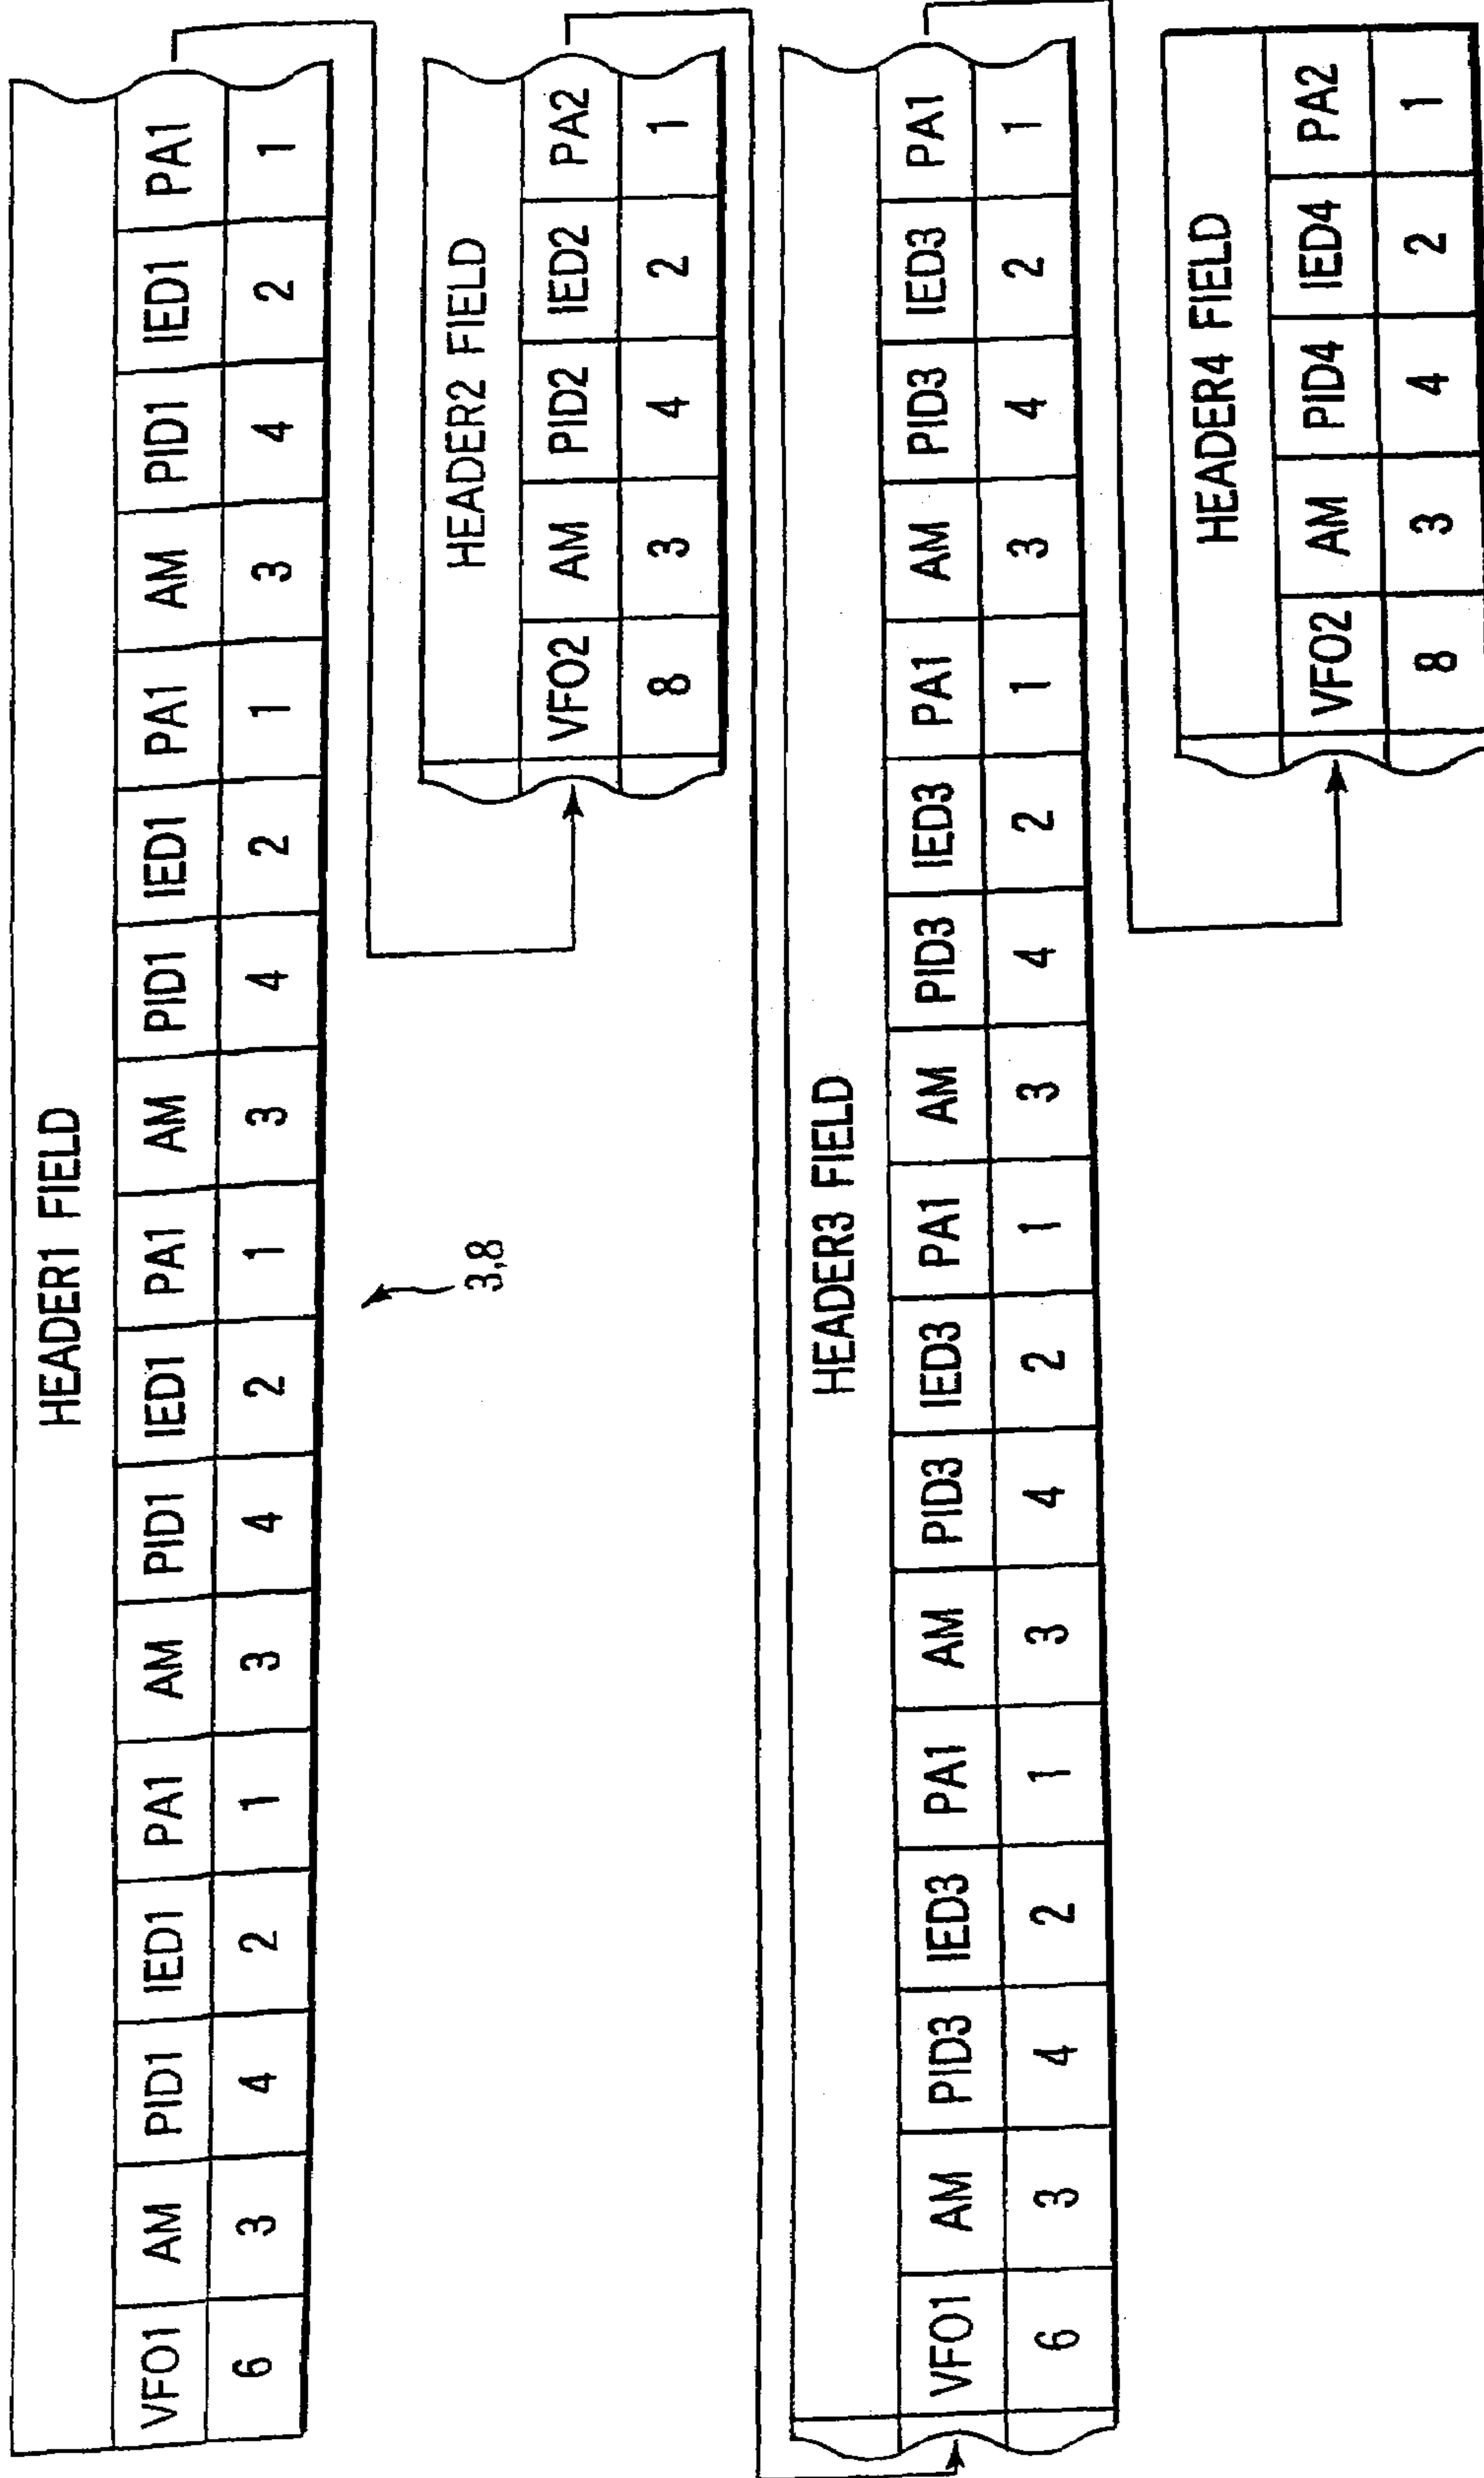 HEADER1 FIELD
VFO1 AM PID1 IED1 PA1 AM PID1 IED1 PA1 AM PID1 IED1 PA1 AM PID1 IED1 PA1
6 3 4 2 1 3 4 2 1 3 4 2 1 3 4 2 1
3,8
HEADER2 FIELD
VFO2 AM PID2 IED2 PA2
8 3 4 2 1
HEADER3 FIELD
VFO1 AM PID3 IED3 PA1 AM PID3 IED3 PA1 AM PID3 IED3 PA1 AM PID3 IED3 PA1
6 3 4 2 1 3 4 2 1 3 4 2 1 3 4 2 1
HEADER4 FIELD
VFO2 AM PID4 IED4 PA2
8 3 4 2 1